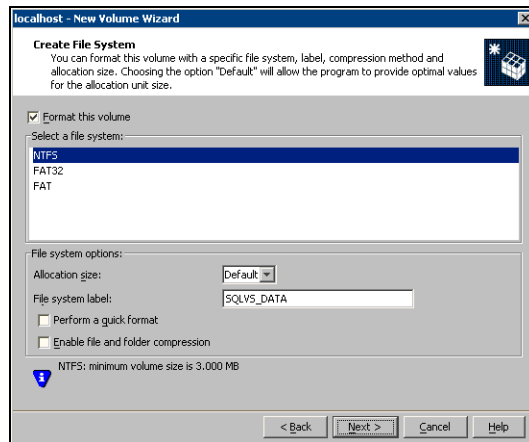 localhost - New Volume Wizard
Create File System
You can format this volume with a specific file system, label, compression method and
allocation size. Choosing the option "Default" will allow the program to provide optimal values
for the allocation unit size.
Format this volume
Select a file system:
NTFS
FAT32
FAT
File system options:
Allocation size:
Default
File system label:
SQLVS_DATA
Perform a quick format
Enable file and folder compression
NTFS: minimum volume size is 3.000 MB
< Back
Next >
Cancel
Help